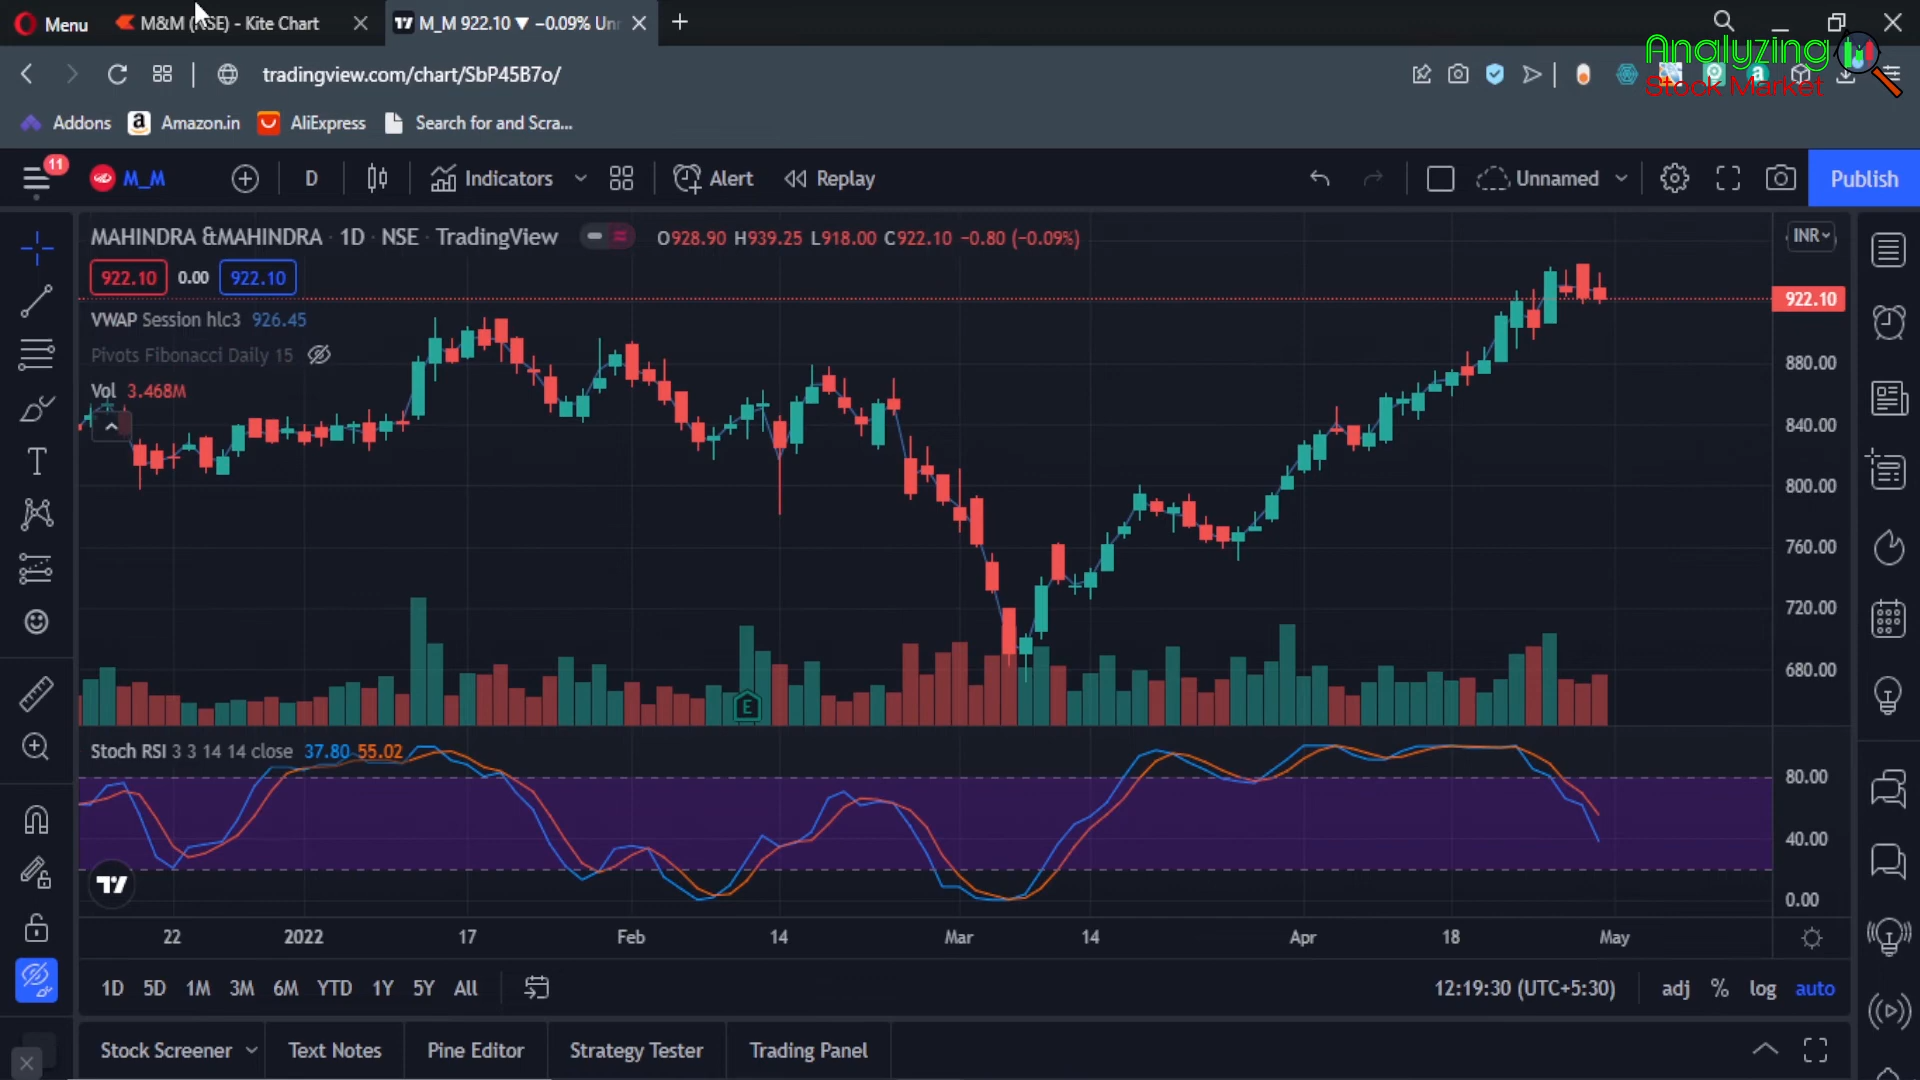 Menu
M&M (NSE) - Kite Chart
M_M 922.10 ▼ −0.09% Unn
tradingview.com/chart/SbP45B7o/
Analyzing
Stock Market
Addons
Amazon.in
AliExpress
Search for and Scra...
11
M_M
D
Indicators
Alert
Replay
Unnamed
Publish
MAHINDRA &MAHINDRA · 1D · NSE · TradingView
O928.90 H939.25 L918.00 C922.10 −0.80 (−0.09%)
INR
922.10
0.00
922.10
922.10
VWAP Session hlc3 926.45
Pivots Fibonacci Daily 15
Vol 3.468M
880.00
840.00
800.00
760.00
720.00
680.00
E
Stoch RSI 3 3 14 14 close 37.80 55.02
80.00
40.00
0.00
22
2022
17
Feb
14
Mar
14
Apr
18
May
1D 5D 1M 3M 6M YTD 1Y 5Y All
12:19:30 (UTC+5:30)
adj % log auto
Stock Screener
Text Notes
Pine Editor
Strategy Tester
Trading Panel